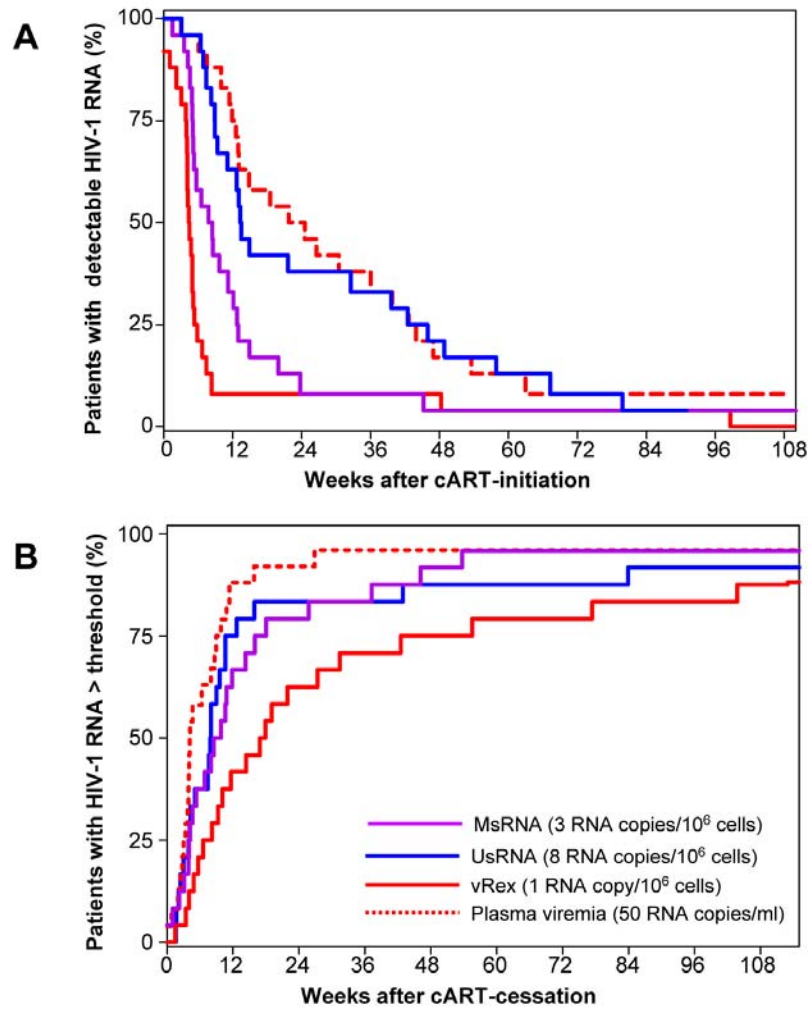 A
Patients with detectable HIV-1 RNA (%)
100
75
50
25
0
0 12 24 36 48 60 72 84 96 108
Weeks after cART-initiation
B
Patients with HIV-1 RNA > threshold (%)
100
75
50
25
0
MsRNA (3 RNA copies/10⁶ cells)
UsRNA (8 RNA copies/10⁶ cells)
vRex (1 RNA copy/10⁶ cells)
Plasma viremia (50 RNA copies/ml)
0 12 24 36 48 60 72 84 96 108
Weeks after cART-cessation